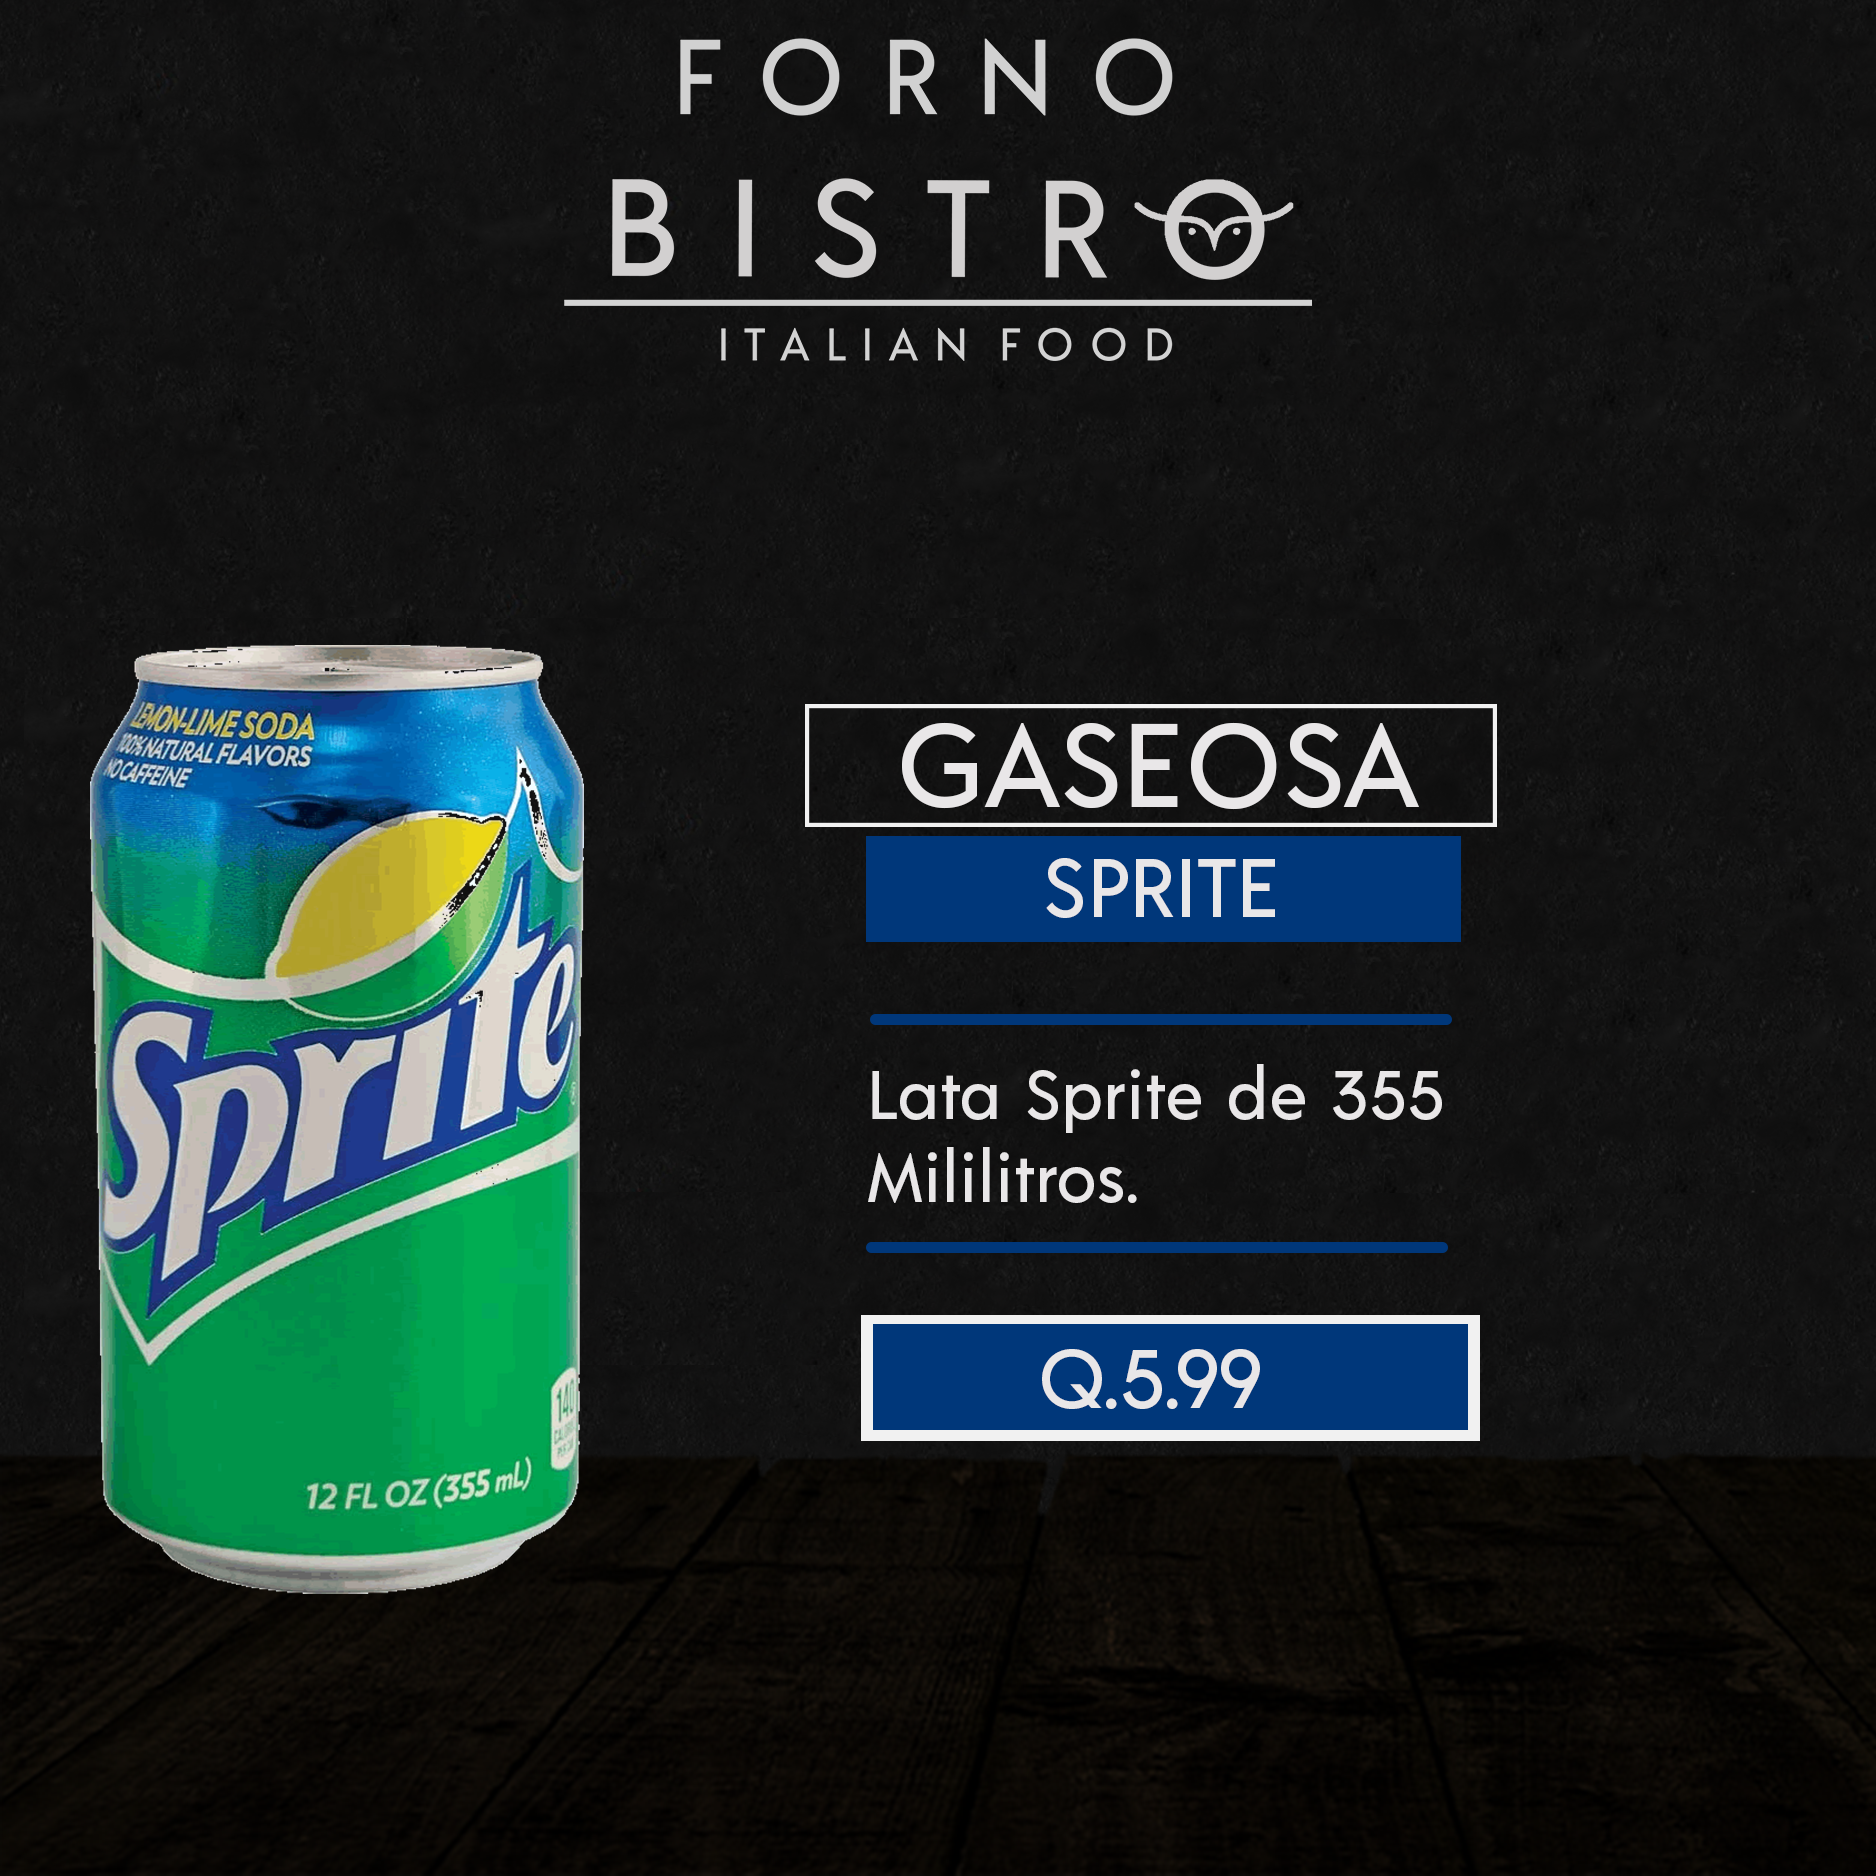 FORNO
BISTRO
ITALIAN FOOD
LEMON-LIME SODA
100% NATURAL FLAVORS
NO CAFFEINE
Sprite
140
12 FL OZ (355 mL)
GASEOSA
SPRITE
Lata Sprite de 355
Mililitros.
Q.5.99